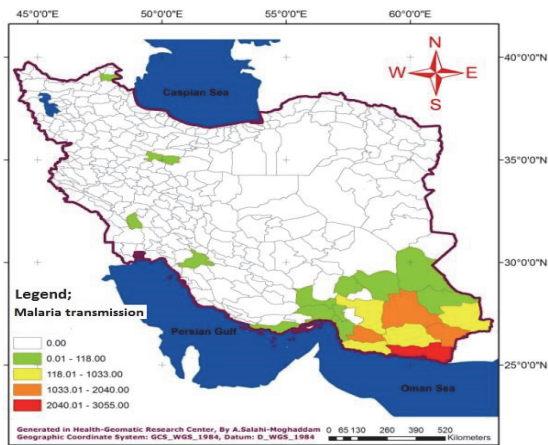 45°0'0" 50°0'0" 55°0'0" 60°0'0"
N
W E
S
40°0'0"
Caspian Sea
35°0'0"
30°0'0"
25°0'0"
Legend;
Malaria transmission
0.00
0.01 - 118.00
118.01 - 1033.00
1033.01 - 2040.00
2040.01 - 3055.00
Persian Gulf
Oman Sea
Generated in Health-Geomatic Research Center, By A.Salahi-Moghaddam
Geographic Coordinate System: GCS_WGS_1984, Datum: D_WGS_1984
0 65 130 260 390 520
Kilometers